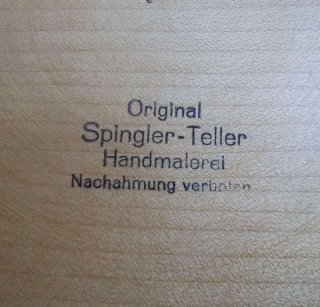 Original
Spingler-Teller
Handmalerei
Nachahmung verboten